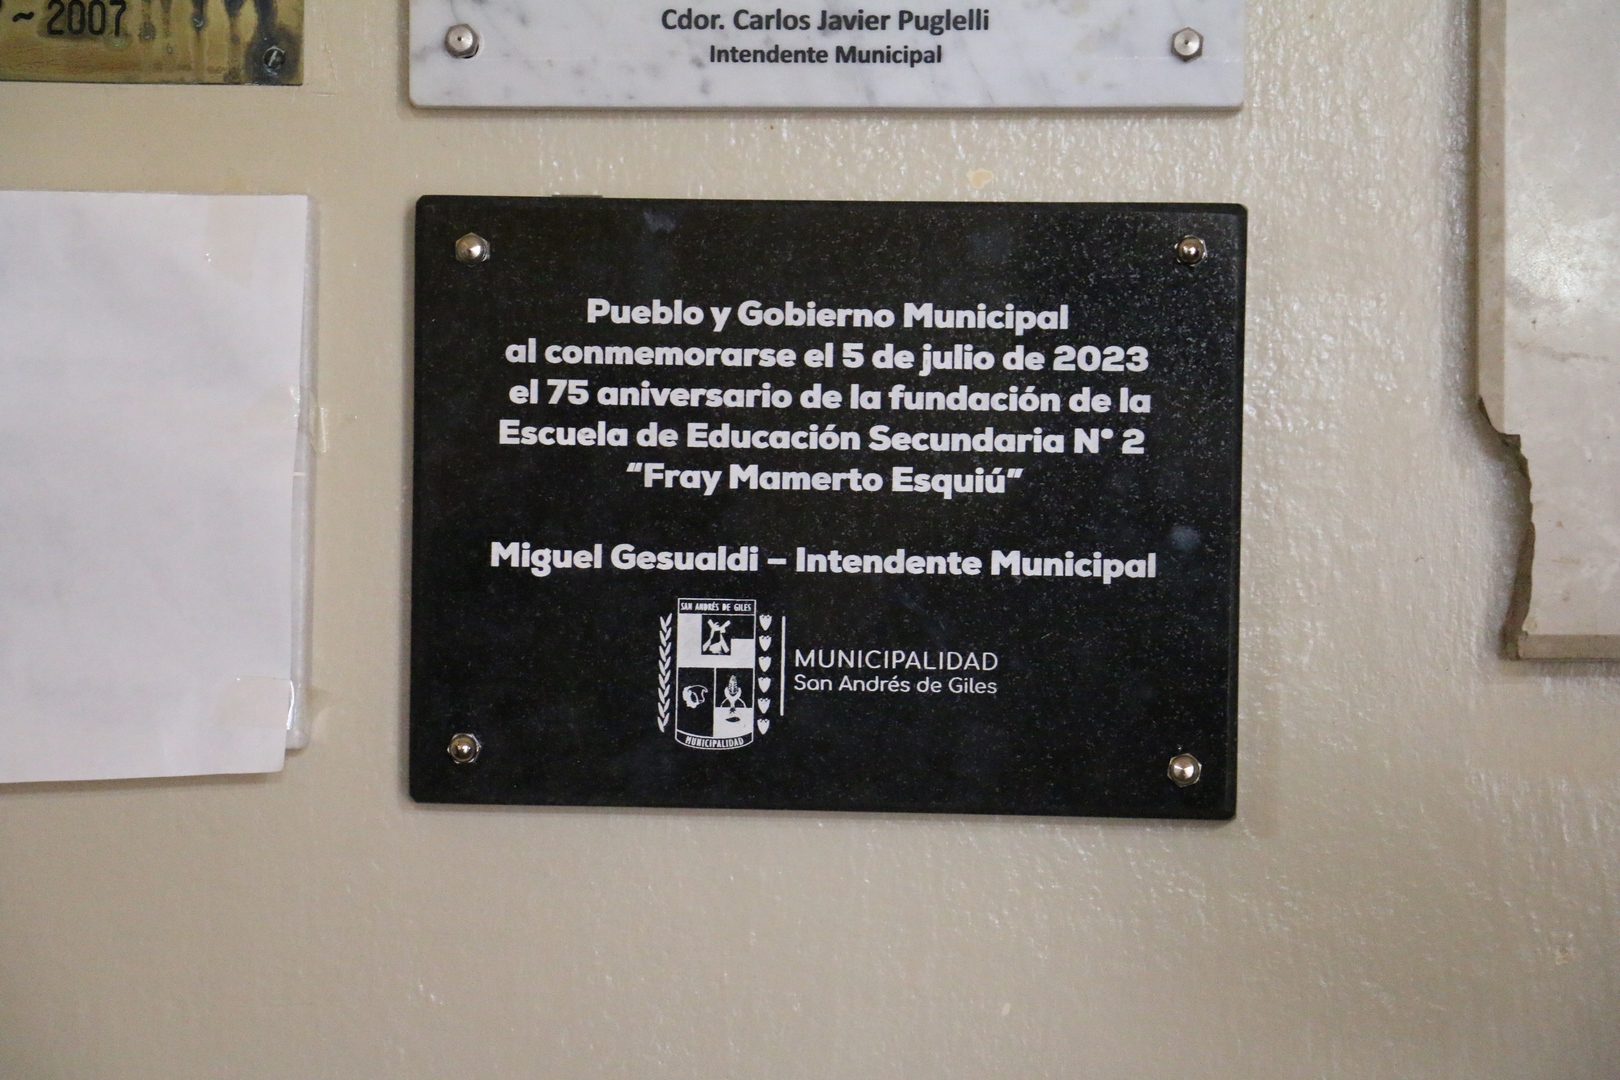 ~ 2007
Cdor. Carlos Javier Puglelli
Intendente Municipal
Pueblo y Gobierno Municipal
al conmemorarse el 5 de julio de 2023
el 75 aniversario de la fundación de la
Escuela de Educación Secundaria N° 2
“Fray Mamerto Esquiú”
Miguel Gesualdi – Intendente Municipal
SAN ANDRÉS DE GILES
MUNICIPALIDAD
MUNICIPALIDAD
San Andrés de Giles